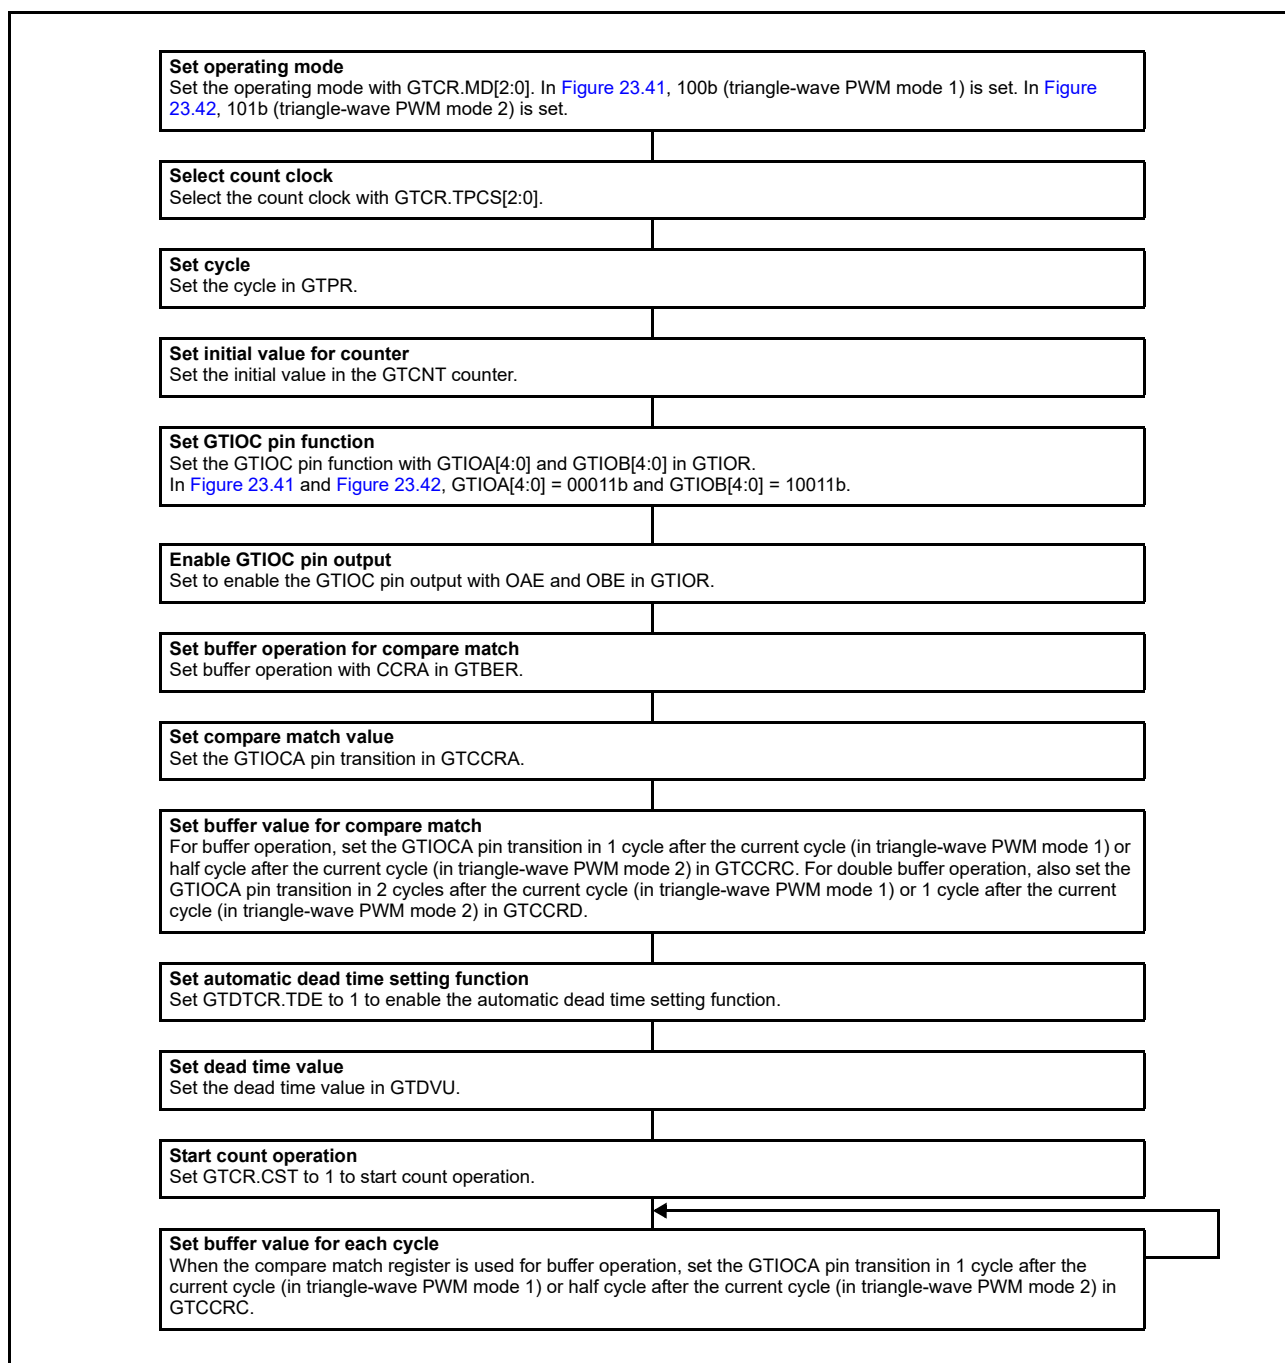 Set operating mode
Set the operating mode with GTCR.MD[2:0]. In Figure 23.41, 100b (triangle-wave PWM mode 1) is set. In Figure
23.42, 101b (triangle-wave PWM mode 2) is set.
Select count clock
Select the count clock with GTCR.TPCS[2:0].
Set cycle
Set the cycle in GTPR.
Set initial value for counter
Set the initial value in the GTCNT counter.
Set GTIOC pin function
Set the GTIOC pin function with GTIOA[4:0] and GTIOB[4:0] in GTIOR.
In Figure 23.41 and Figure 23.42, GTIOA[4:0] = 00011b and GTIOB[4:0] = 10011b.
Enable GTIOC pin output
Set to enable the GTIOC pin output with OAE and OBE in GTIOR.
Set buffer operation for compare match
Set buffer operation with CCRA in GTBER.
Set compare match value
Set the GTIOCA pin transition in GTCCRA.
Set buffer value for compare match
For buffer operation, set the GTIOCA pin transition in 1 cycle after the current cycle (in triangle-wave PWM mode 1) or
half cycle after the current cycle (in triangle-wave PWM mode 2) in GTCCRC. For double buffer operation, also set the
GTIOCA pin transition in 2 cycles after the current cycle (in triangle-wave PWM mode 1) or 1 cycle after the current
cycle (in triangle-wave PWM mode 2) in GTCCRD.
Set automatic dead time setting function
Set GTDTCR.TDE to 1 to enable the automatic dead time setting function.
Set dead time value
Set the dead time value in GTDVU.
Start count operation
Set GTCR.CST to 1 to start count operation.
Set buffer value for each cycle
When the compare match register is used for buffer operation, set the GTIOCA pin transition in 1 cycle after the
current cycle (in triangle-wave PWM mode 1) or half cycle after the current cycle (in triangle-wave PWM mode 2) in
GTCCRC.